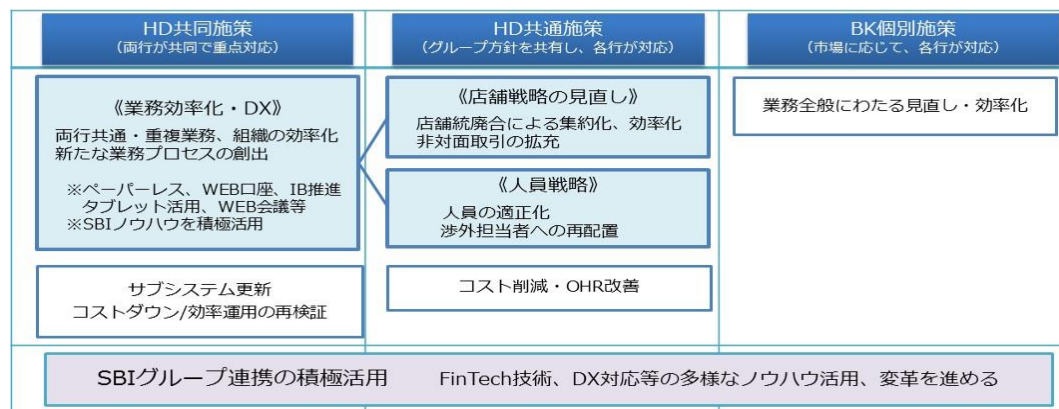 HD共同施策
（両行が共同で重点対応）
HD共通施策
（グループ方針を共有し、各行が対応）
BK個別施策
（市場に応じて、各行が対応）
《業務効率化・DX》
両行共通・重複業務、組織の効率化
新たな業務プロセスの創出
※ペーパーレス、WEB口座、IB推進
タブレット活用、WEB会議等
※SBIノウハウを積極活用
サブシステム更新
コストダウン/効率運用の再検証
《店舗戦略の見直し》
店舗統廃合による集約化、効率化
非対面取引の拡充
《人員戦略》
人員の適正化
渉外担当者への再配置
コスト削減・OHR改善
業務全般にわたる見直し・効率化
SBIグループ連携の積極活用　FinTech技術、DX対応等の多様なノウハウ活用、変革を進める